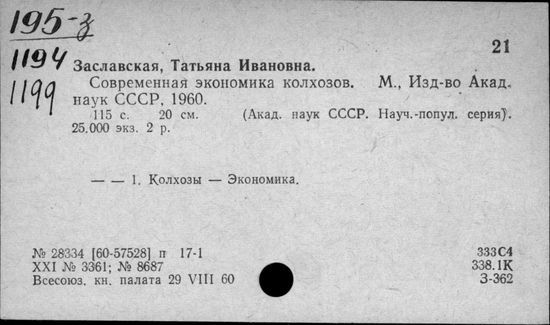 195-з
1194
1199
21
Заславская, Татьяна Ивановна.
Современная экономика колхозов. М., Изд-во Акад.
наук СССР, 1960.
115 с. 20 см. (Акад. наук СССР. Науч.-попул. серия).
25.000 экз. 2 р.
— — 1. Колхозы — Экономика.
№ 28334 [60-57528] п 17-1 333С4
XXI № 3361; № 8687 338.1К
Всесоюз. кн. палата 29 VIII 60 З-362